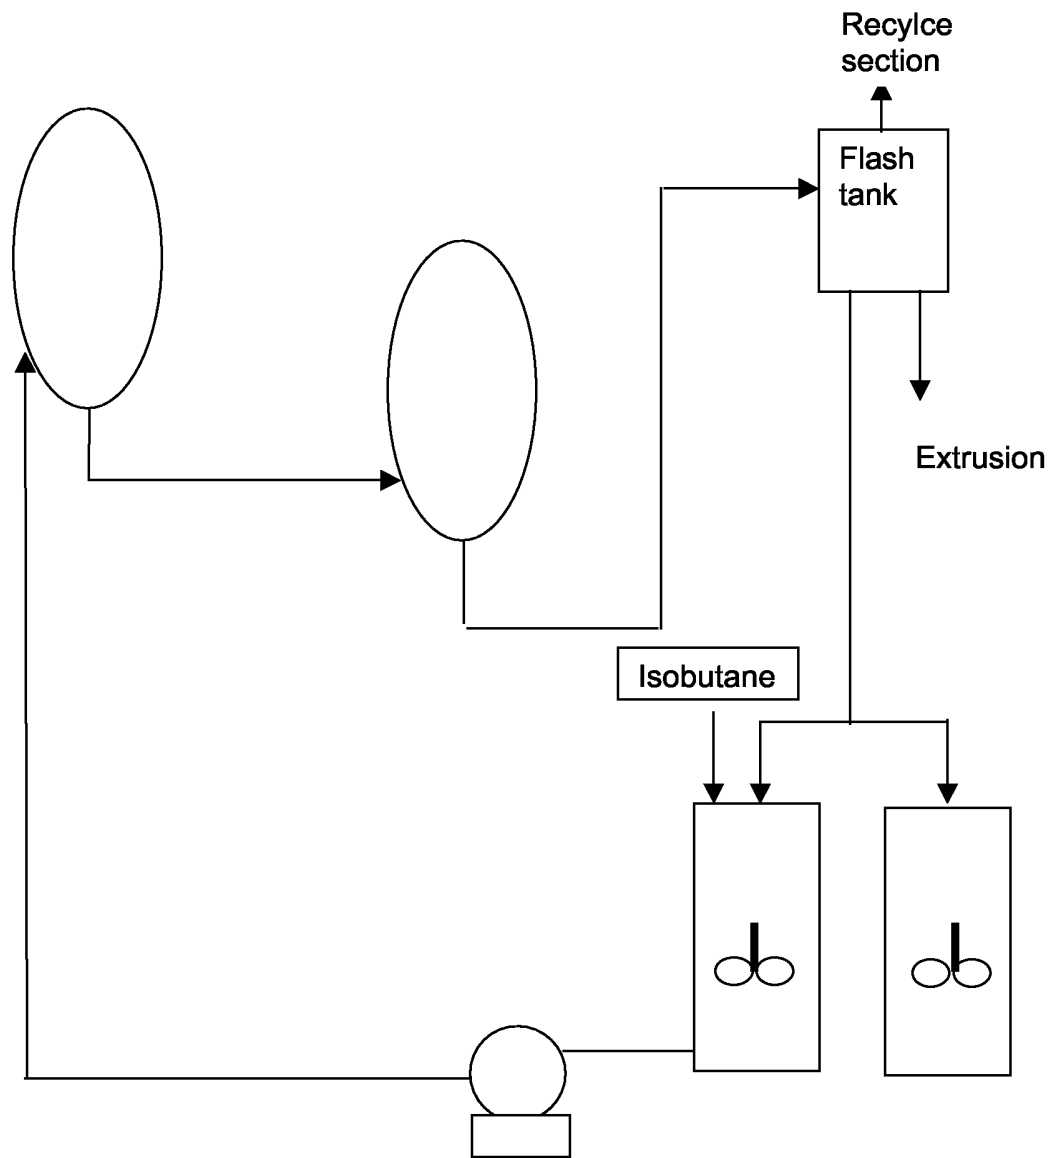 Recylce
section
Flash
tank
Extrusion
Isobutane